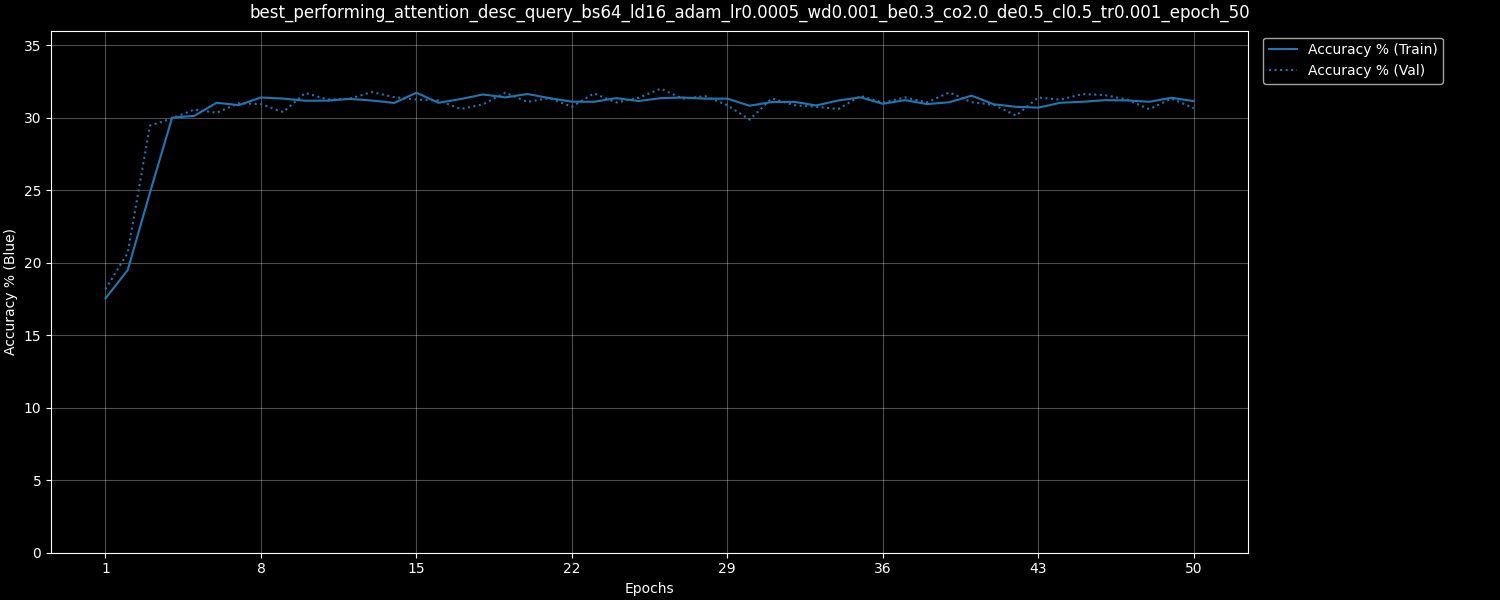 best_performing_attention_desc_query_bs64_ld16_adam_lr0.0005_wd0.001_be0.3_co2.0_de0.5_cl0.5_tr0.001_epoch_50
Accuracy % (Train)
Accuracy % (Val)
Accuracy % (Blue)
35
30
25
20
15
10
5
0
1 8 15 22 29 36 43 50
Epochs